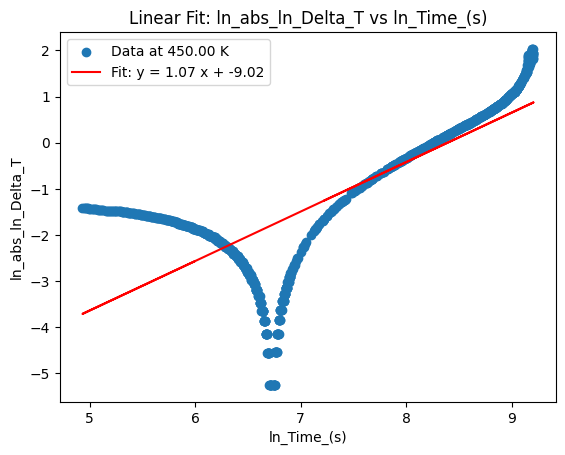 Linear Fit: ln_abs_ln_Delta_T vs ln_Time_(s)
Data at 450.00 K
Fit: y = 1.07 x + -9.02
ln_abs_ln_Delta_T
2
1
0
−1
−2
−3
−4
−5
5
6
7
8
9
ln_Time_(s)